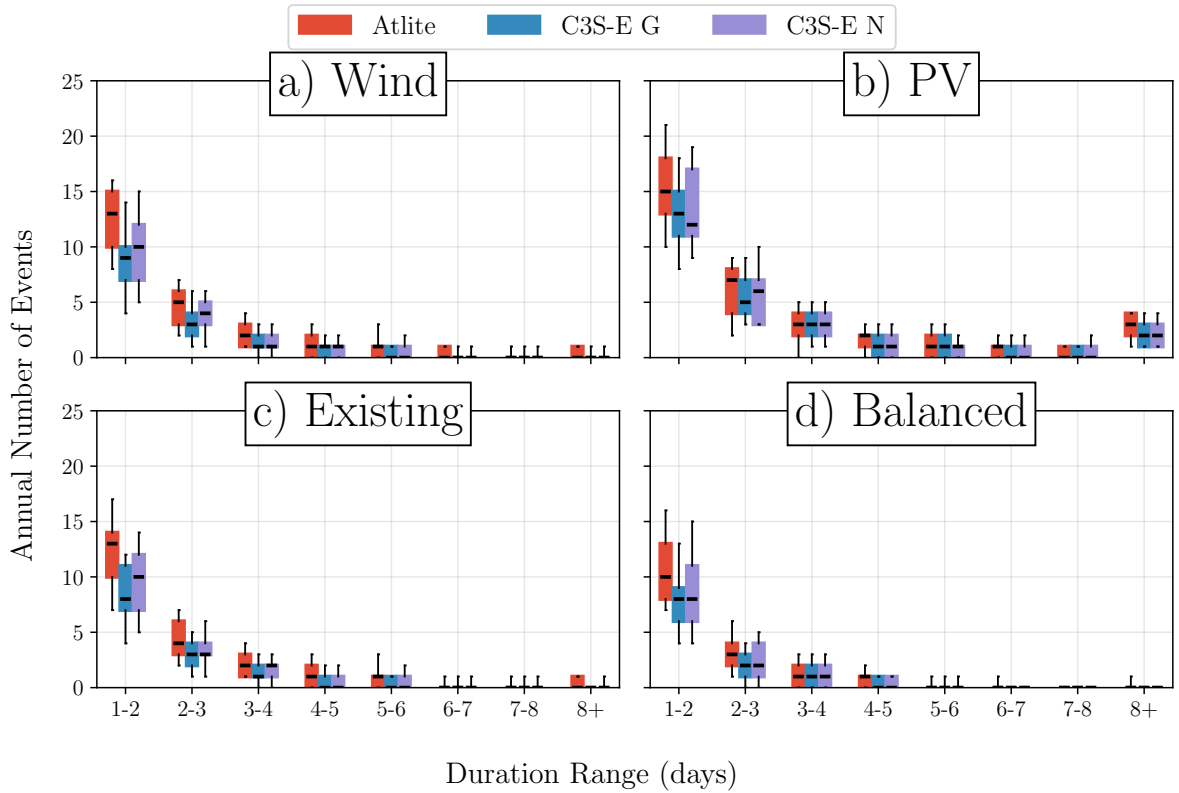 Atlite C3S-E G C3S-E N
a) Wind
b) PV
25
20
15
10
5
0
c) Existing
d) Balanced
25
20
15
10
5
0
1-2 2-3 3-4 4-5 5-6 6-7 7-8 8+
1-2 2-3 3-4 4-5 5-6 6-7 7-8 8+
Annual Number of Events
Duration Range (days)